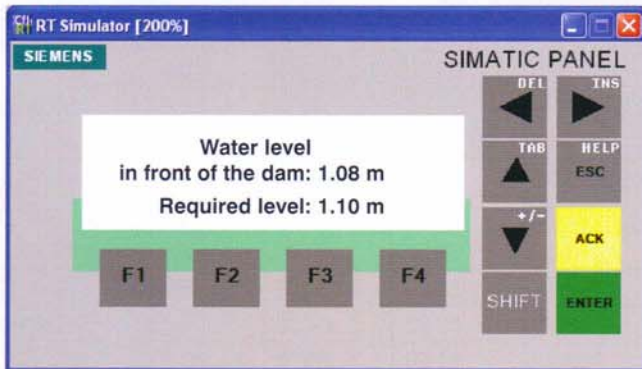 RT Simulator [200%]
SIEMENS
SIMATIC PANEL
DEL
INS
Water level
in front of the dam: 1.08 m
Required level: 1.10 m
TAB
HELP
ESC
+/-
ACK
F1 F2 F3 F4
SHIFT
ENTER